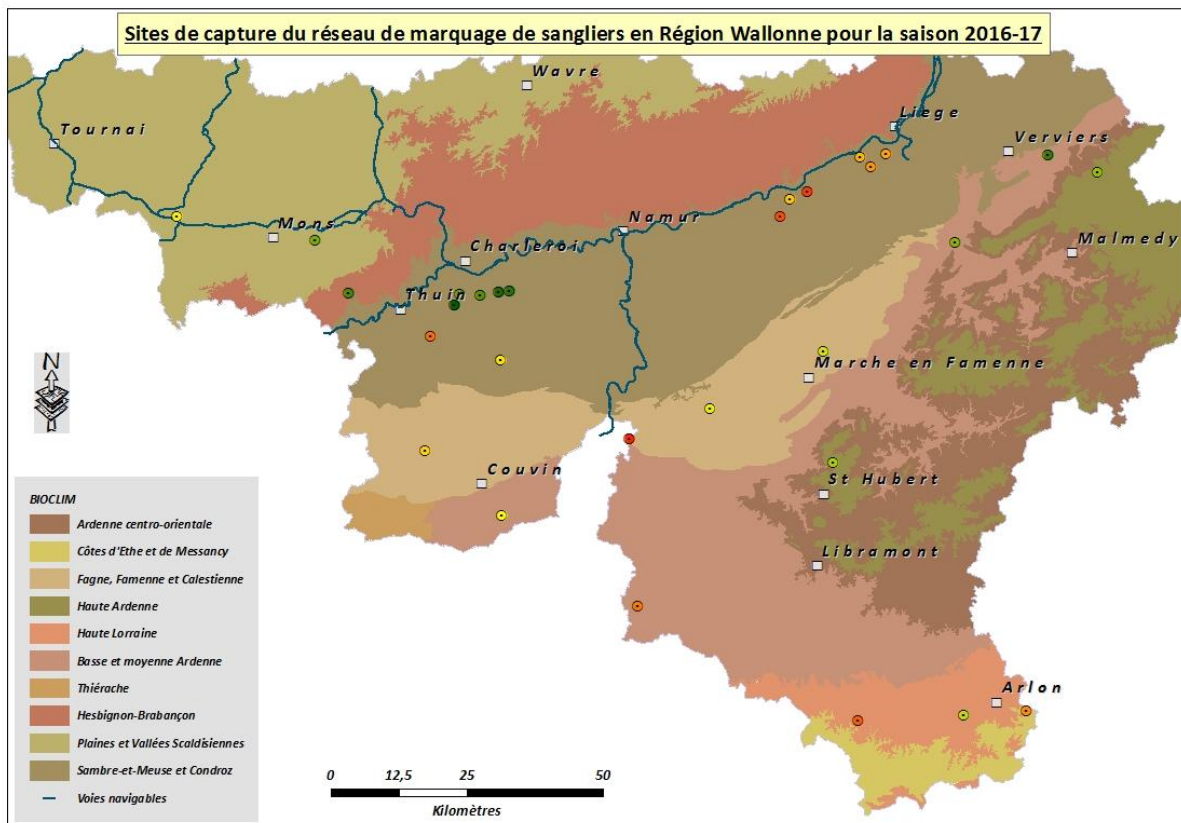 Sites de capture du réseau de marquage de sangliers en Région Wallonne pour la saison 2016-17
Wavre
Tournai
Liege
Verviers
Mons
Namur
Charleroi
Malmedy
Thuin
Marche en Famenne
N
Couvin
St Hubert
Libramont
Arlon
BIOCLIM
Ardenne centro-orientale
Côtes d'Ethe et de Messancy
Fagne, Famenne et Calestienne
Haute Ardenne
Haute Lorraine
Basse et moyenne Ardenne
Thiérache
Hesbignon-Brabançon
Plaines et Vallées Scaldisiennes
Sambre-et-Meuse et Condroz
Voies navigables
0 12,5 25 50
Kilomètres